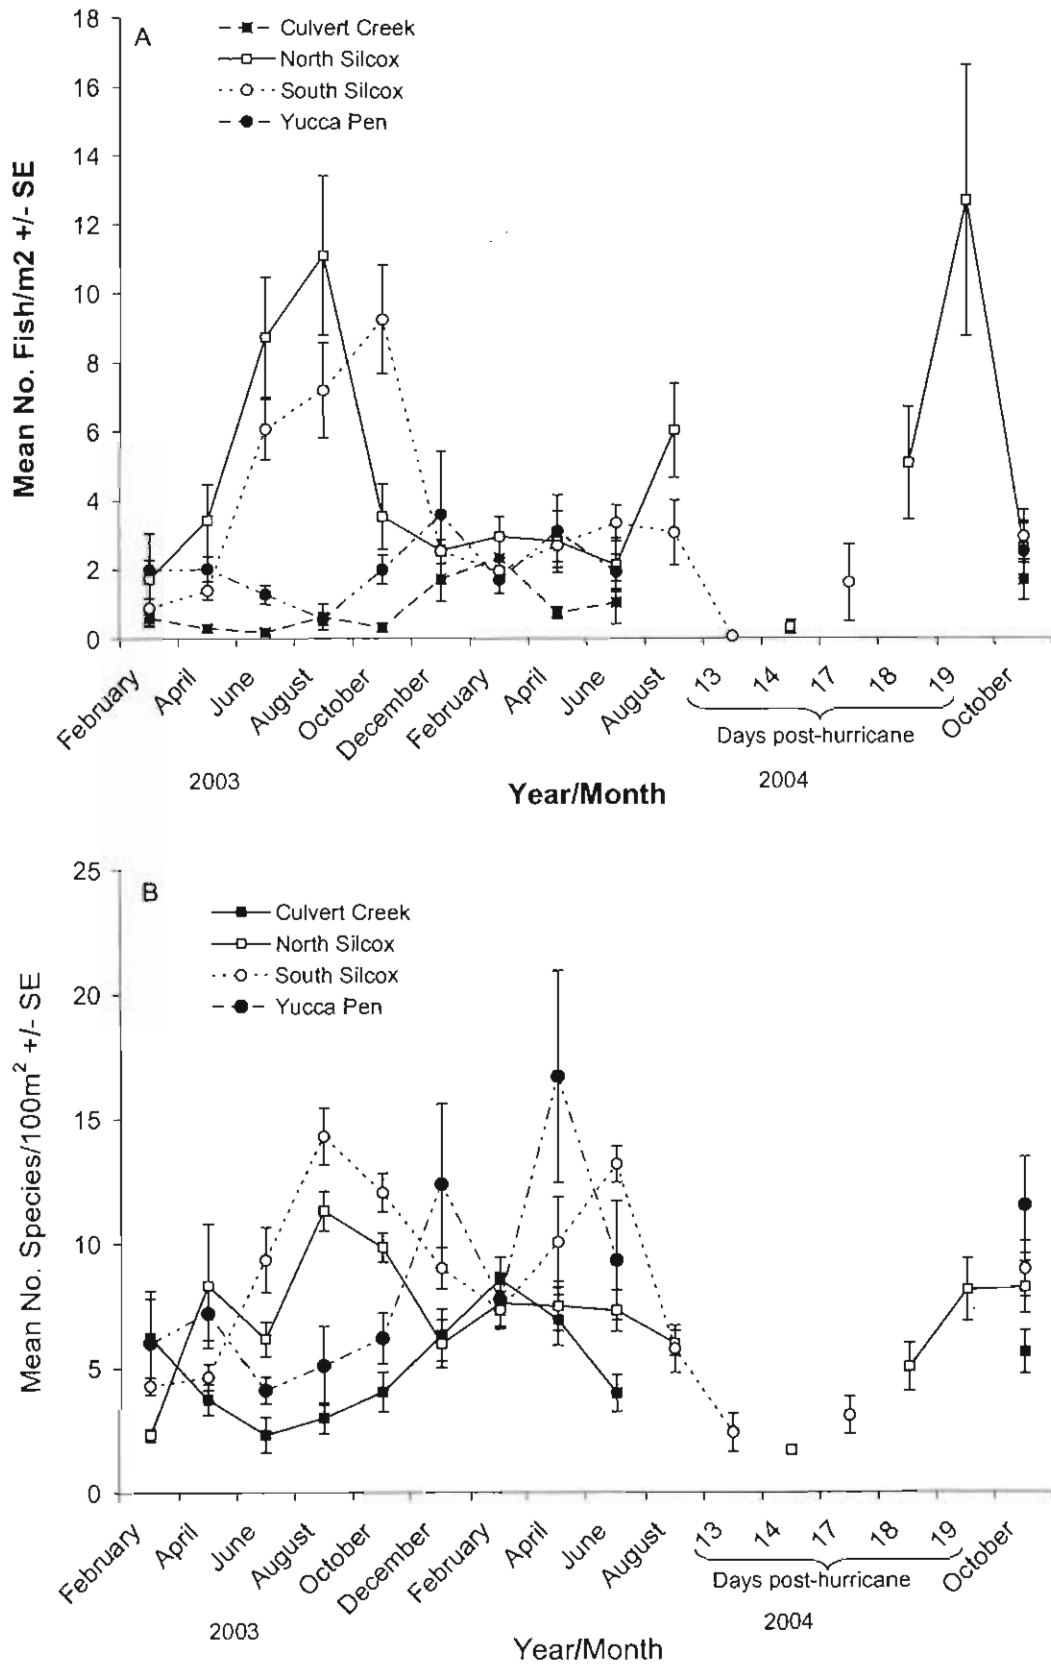 A
Culvert Creek
North Silcox
South Silcox
Yucca Pen
Mean No. Fish/m2 +/- SE
18
16
14
12
10
8
6
4
2
0
February
April
June
August
October
December
February
April
June
August
13
14
17
18
19
October
Days post-hurricane
2003
2004
Year/Month
B
Culvert Creek
North Silcox
South Silcox
Yucca Pen
Mean No. Species/100m² +/- SE
25
20
15
10
5
0
February
April
June
August
October
December
February
April
June
August
13
14
17
18
19
October
Days post-hurricane
2003
2004
Year/Month